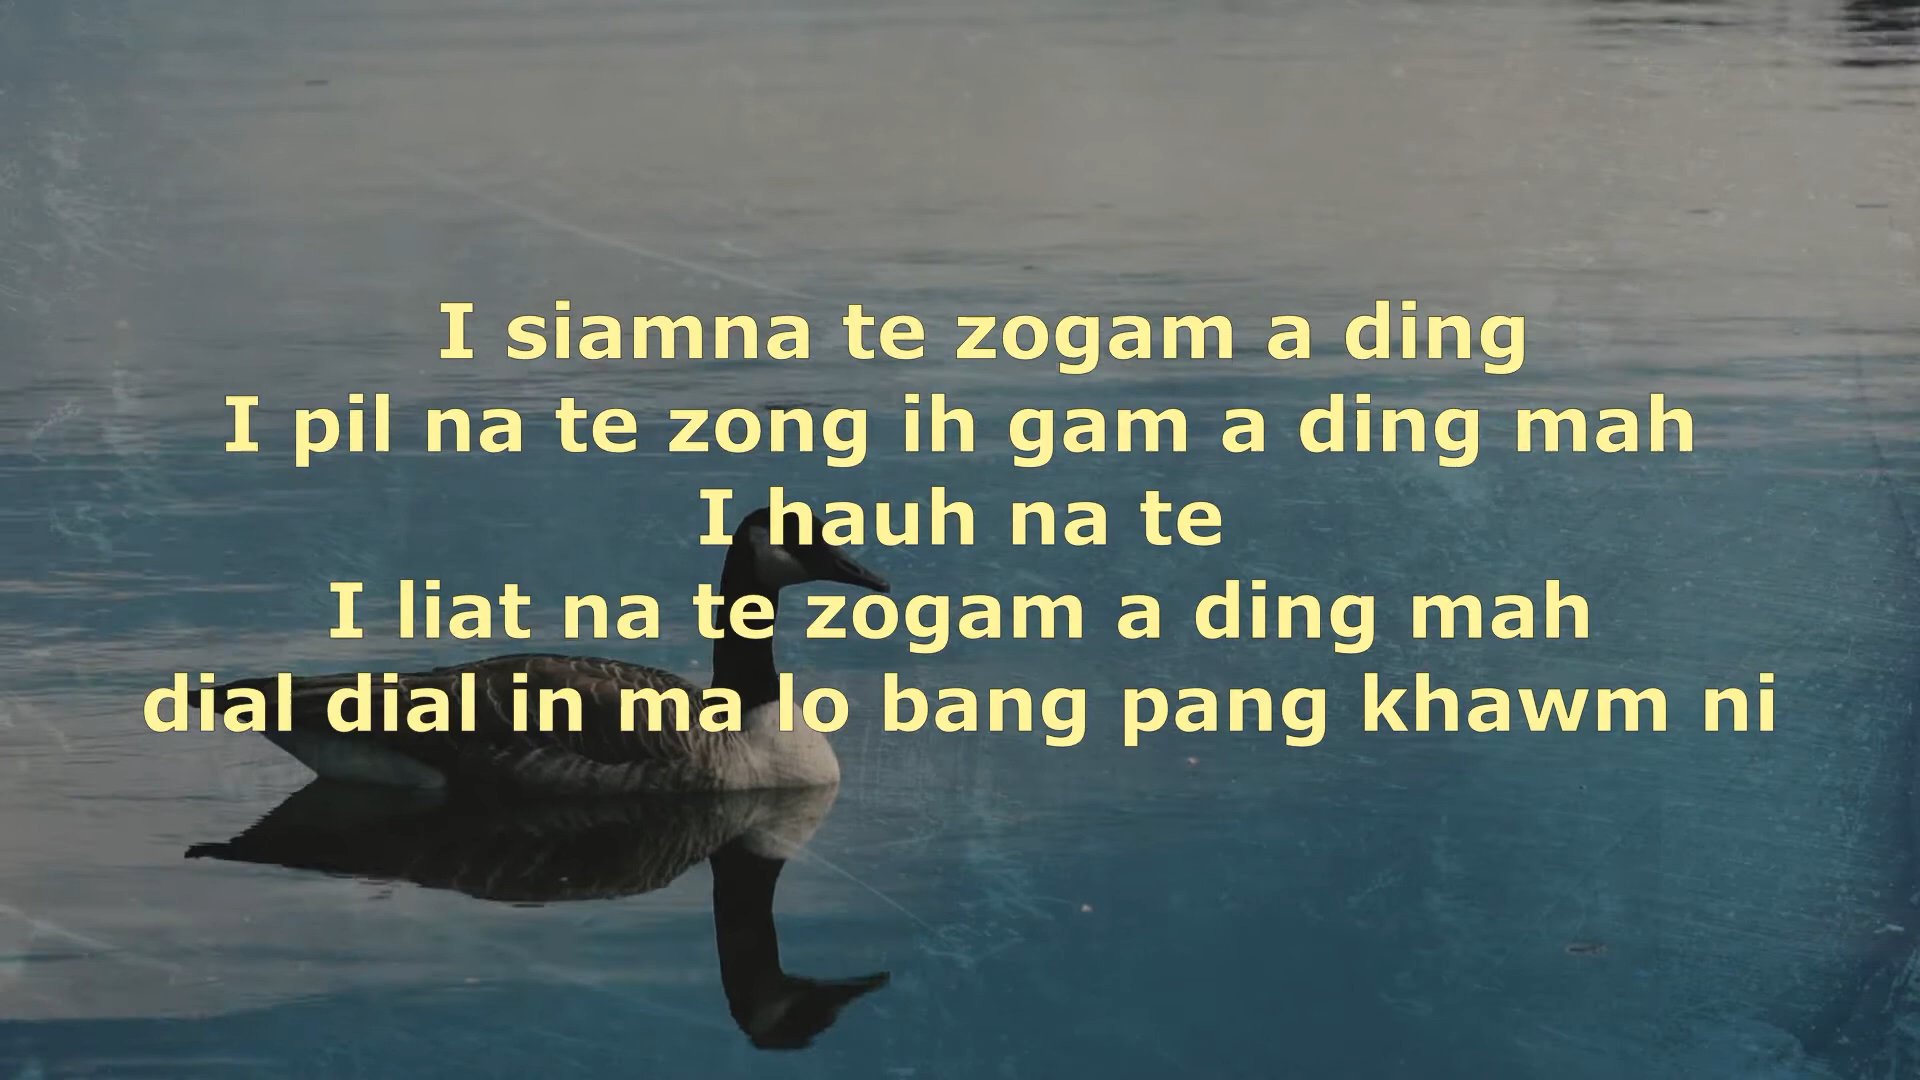 I siamna te zogam a ding
I pil na te zong ih gam a ding mah
I hauh na te
I liat na te zogam a ding mah
dial dial in ma lo bang pang khawm ni